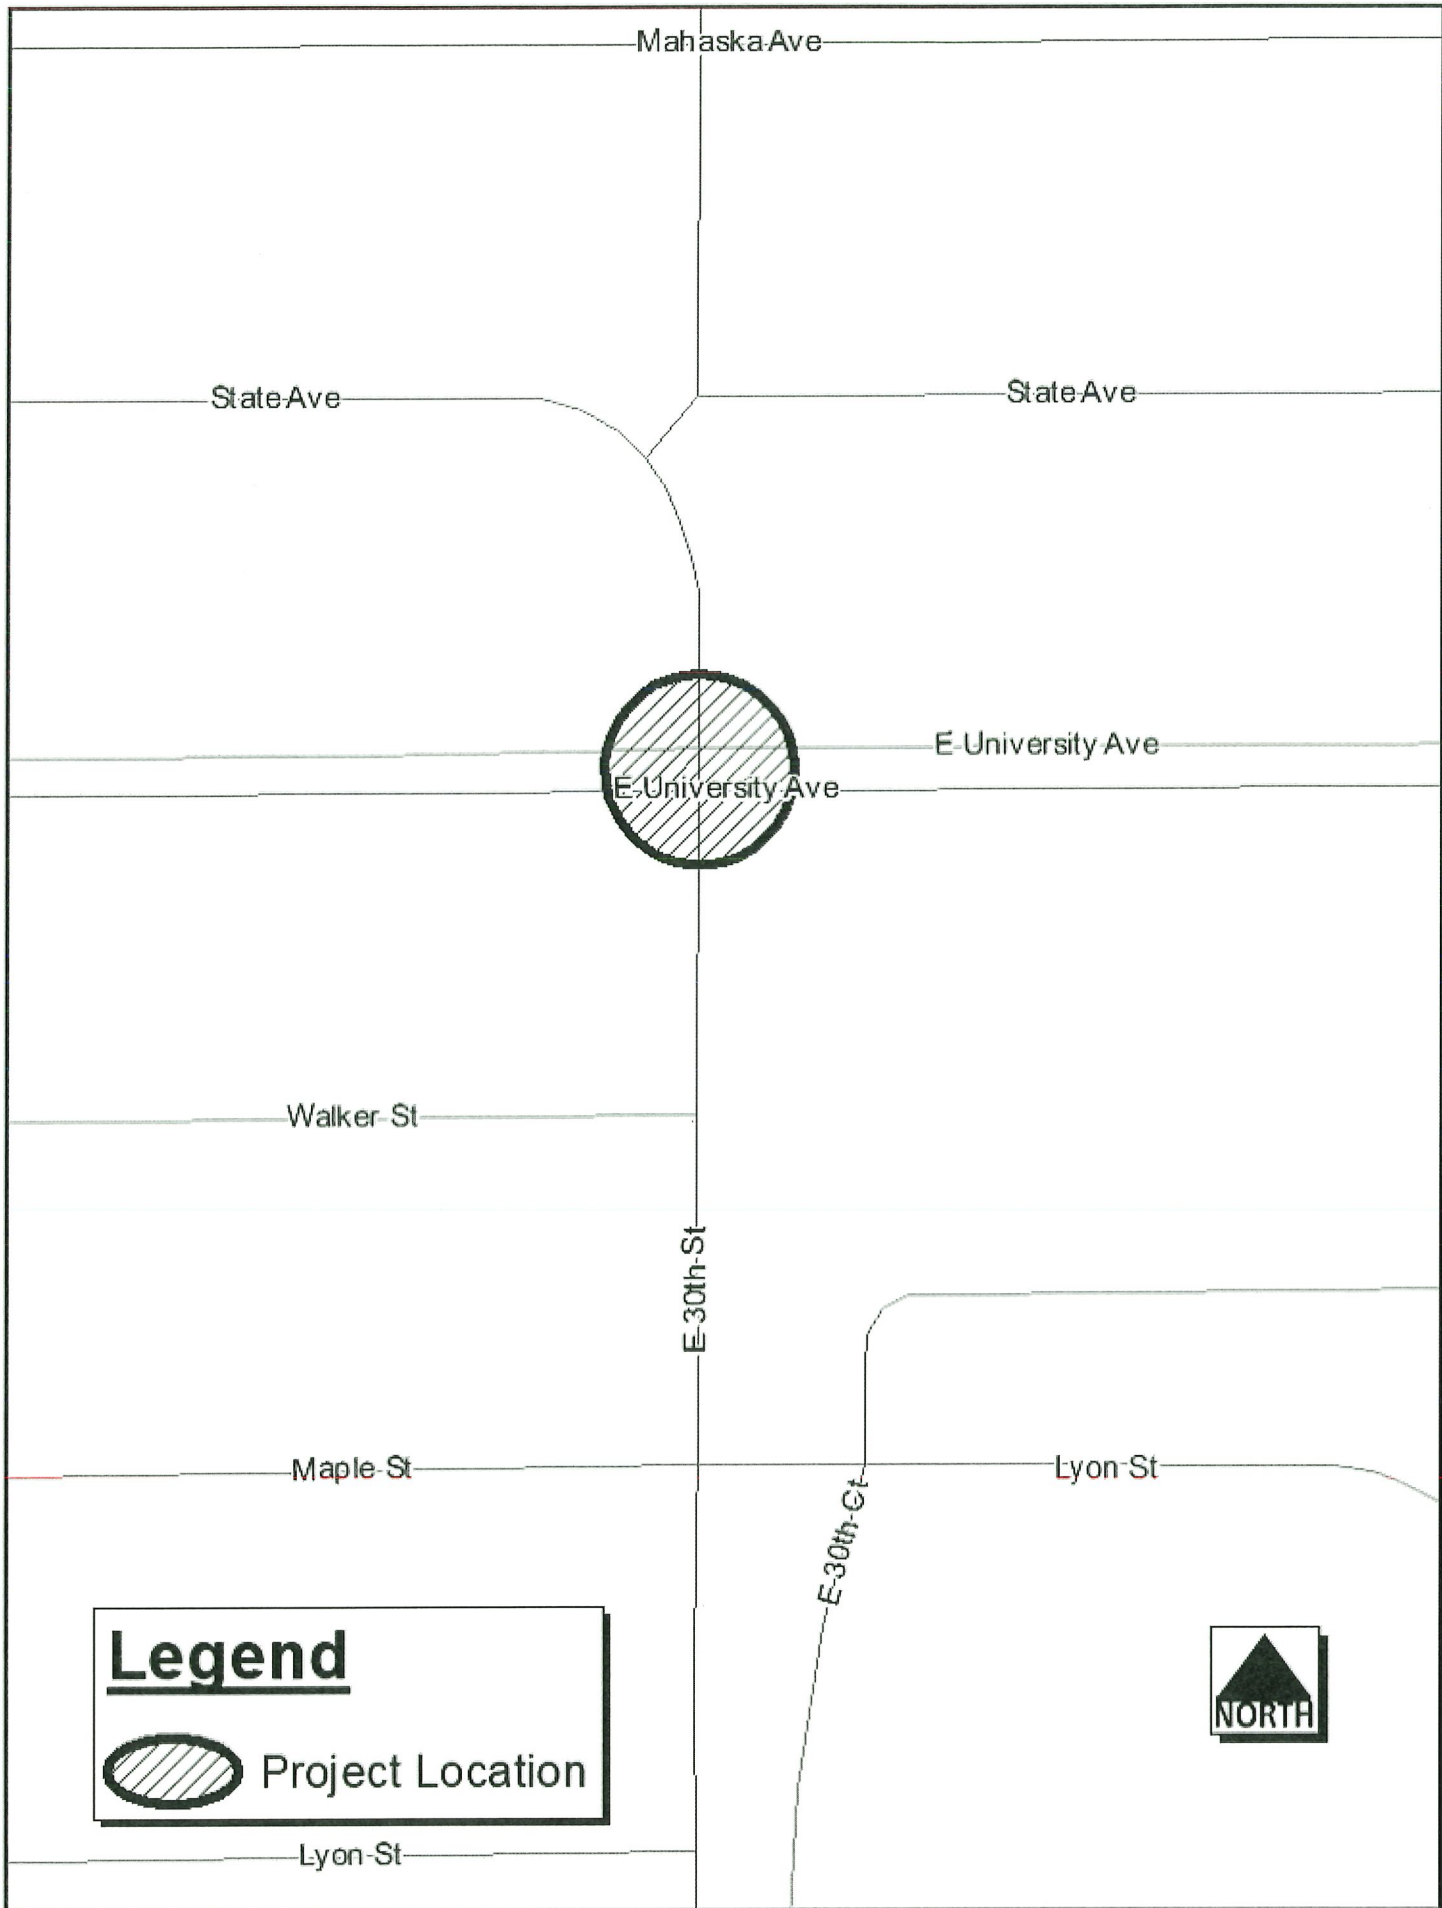 Mahaska Ave
State Ave
State Ave
E University Ave
E University Ave
Walker St
E 30th St
Maple St
Lyon St
E 30th Ct
Legend
Project Location
NORTH
Lyon St